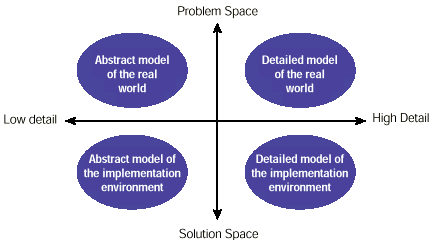 Problem Space
Abstract model
of the real
world
Detailed model
of the real
world
Low detail
High Detail
Abstract model of
the implementation
environment
Detailed model of
the implementation
environment
Solution Space